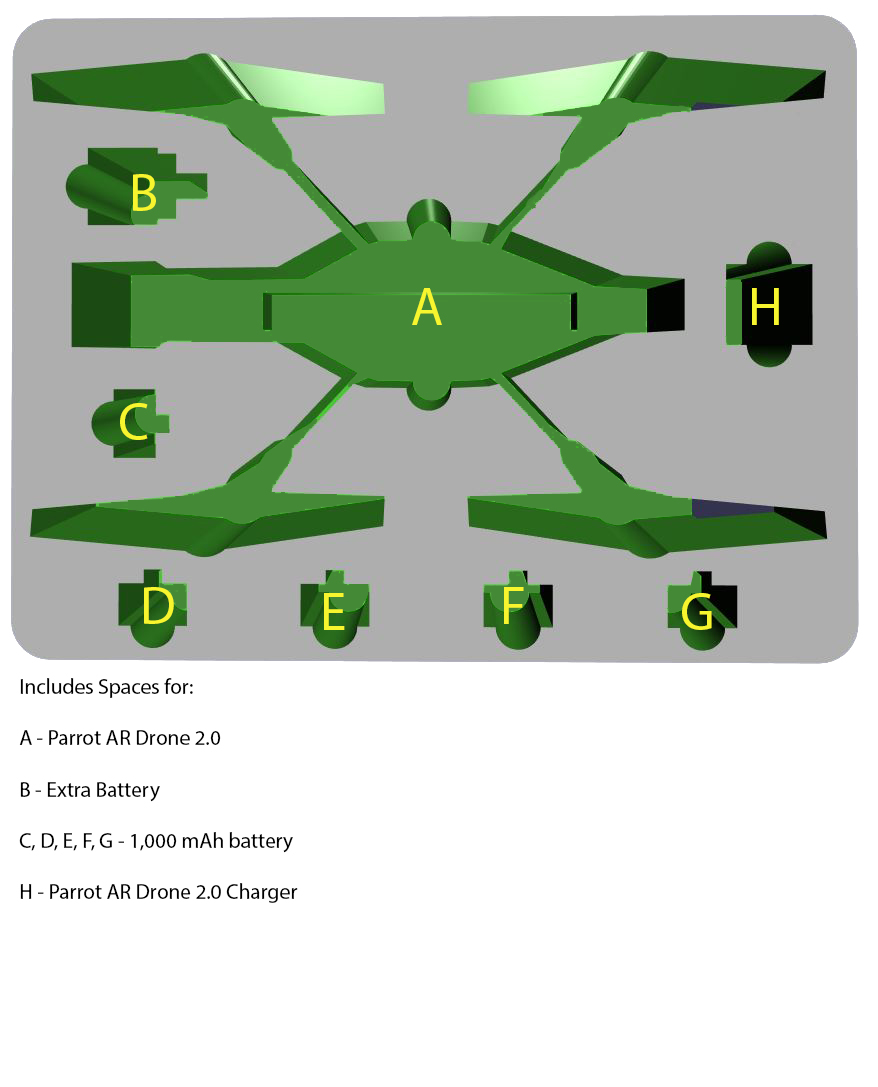 B
A
H
C
D
E
F
G
Includes Spaces for:
A - Parrot AR Drone 2.0
B - Extra Battery
C, D, E, F, G - 1,000 mAh battery
H - Parrot AR Drone 2.0 Charger